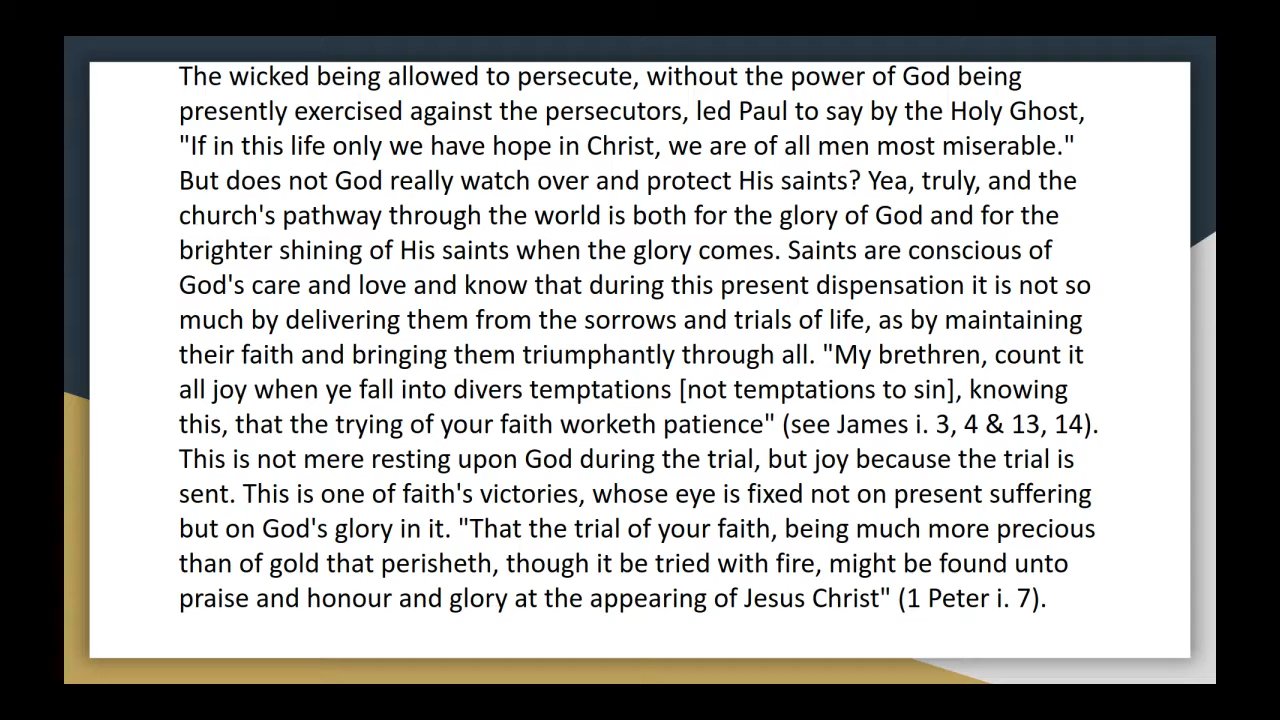 The wicked being allowed to persecute, without the power of God being
presently exercised against the persecutors, led Paul to say by the Holy Ghost,
"If in this life only we have hope in Christ, we are of all men most miserable."
But does not God really watch over and protect His saints? Yea, truly, and the
church's pathway through the world is both for the glory of God and for the
brighter shining of His saints when the glory comes. Saints are conscious of
God's care and love and know that during this present dispensation it is not so
much by delivering them from the sorrows and trials of life, as by maintaining
their faith and bringing them triumphantly through all. "My brethren, count it
all joy when ye fall into divers temptations [not temptations to sin], knowing
this, that the trying of your faith worketh patience" (see James i. 3, 4 & 13, 14).
This is not mere resting upon God during the trial, but joy because the trial is
sent. This is one of faith's victories, whose eye is fixed not on present suffering
but on God's glory in it. "That the trial of your faith, being much more precious
than of gold that perisheth, though it be tried with fire, might be found unto
praise and honour and glory at the appearing of Jesus Christ" (1 Peter i. 7).